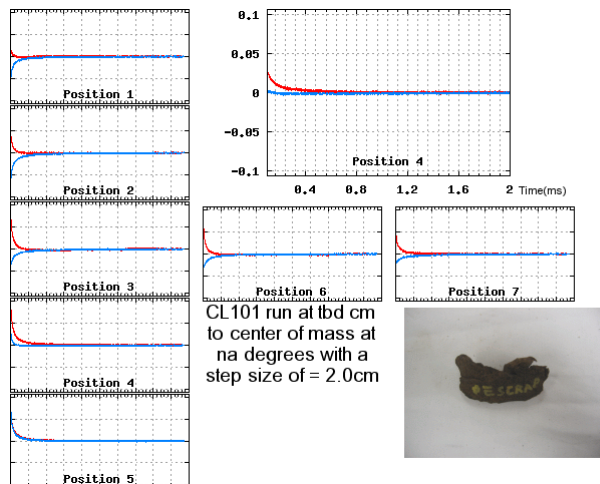 Position 1
Position 2
Position 3
Position 4
Position 5
0.1
0.05
0
-0.05
-0.1
Position 4
0.4 0.8 1.2 1.6 2 Time(ms)
Position 6
Position 7
CL101 run at tbd cm
to center of mass at
na degrees with a
step size of = 2.0cm
ESCRAP